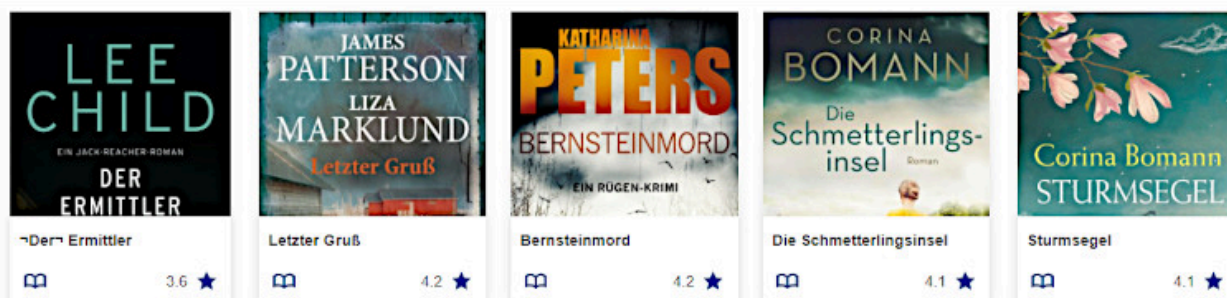 LEE
CHILD
EIN JACK-REACHER-ROMAN
DER
ERMITTLER
¬Der¬ Ermittler
3.6
JAMES
PATTERSON
LIZA
MARKLUND
Letzter Gruß
Letzter Gruß
4.2
KATHARINA
PETERS
BERNSTEINMORD
EIN RÜGEN-KRIMI
Bernsteinmord
4.2
CORINA
BOMANN
Die
Schmetterlings-
insel
Roman
Die Schmetterlingsinsel
4.1
Corina Bomann
STURMSEGEL
Sturmsegel
4.1